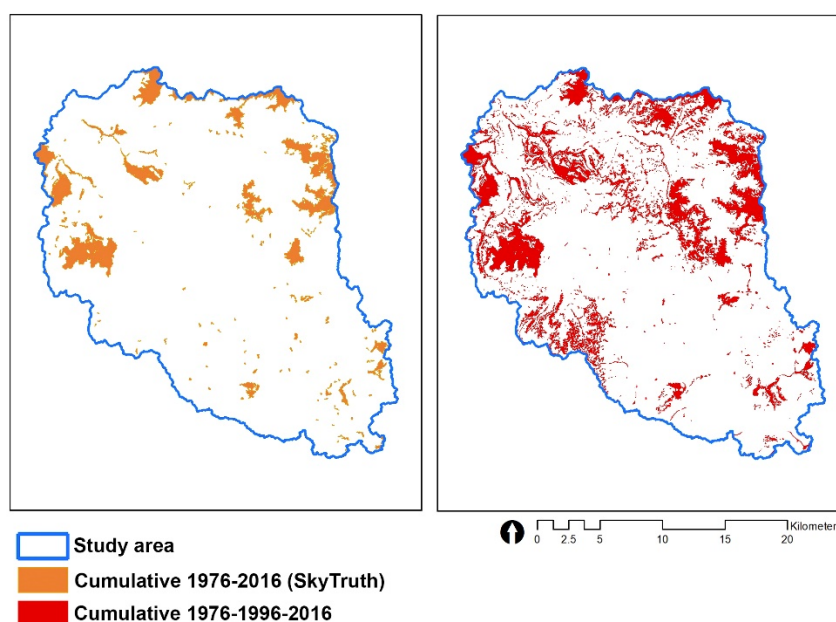 Study area
Cumulative 1976-2016 (SkyTruth)
Cumulative 1976-1996-2016
Kilometer
0 2.5 5 10 15 20